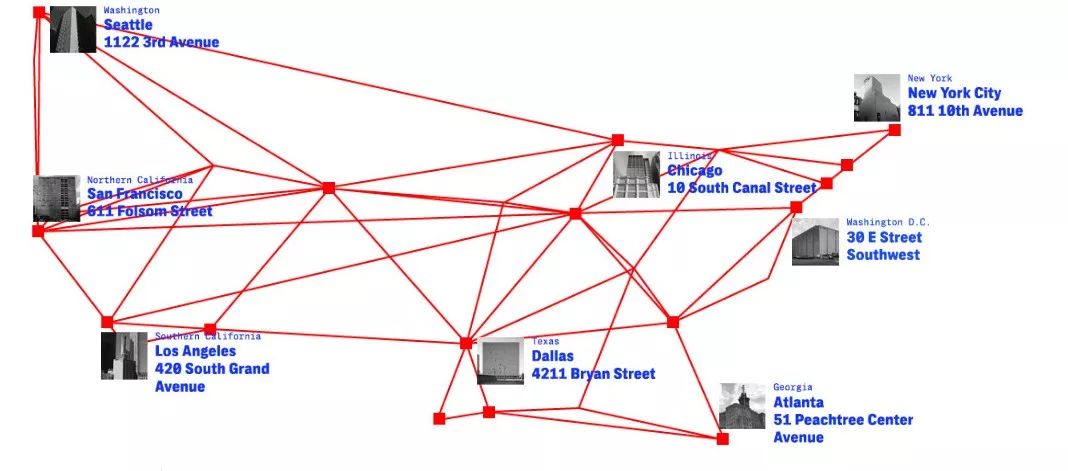 Washington
Seattle
1122 3rd Avenue
New York
New York City
811 10th Avenue
Illinois
Chicago
10 South Canal Street
Northern California
San Francisco
611 Folsom Street
Washington D.C.
30 E Street
Southwest
Southern California
Los Angeles
420 South Grand
Avenue
Texas
Dallas
4211 Bryan Street
Georgia
Atlanta
51 Peachtree Center
Avenue